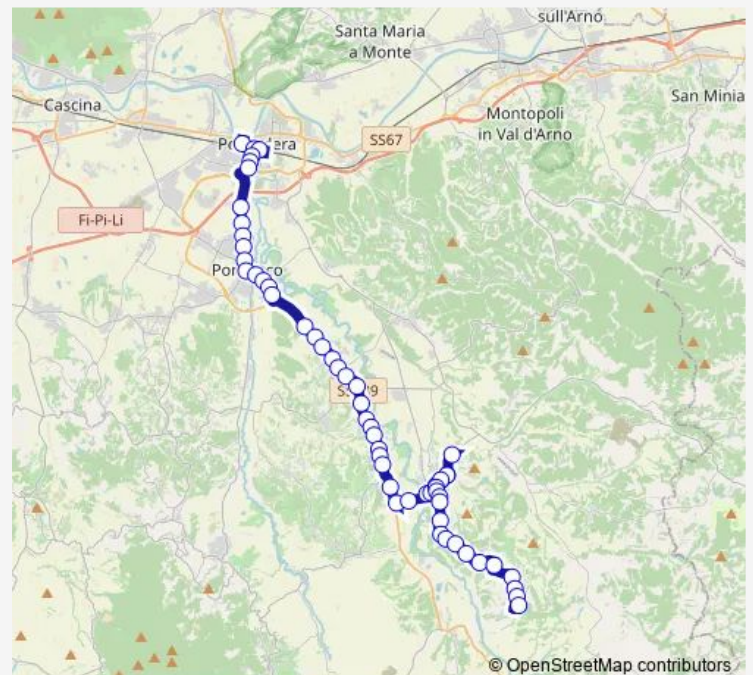 sull'Arno
Santa Maria
a Monte
Cascina
San Minia
Montopoli
in Val d'Arno
SS67
Fi-Pi-Li
© OpenStreetMap contributors